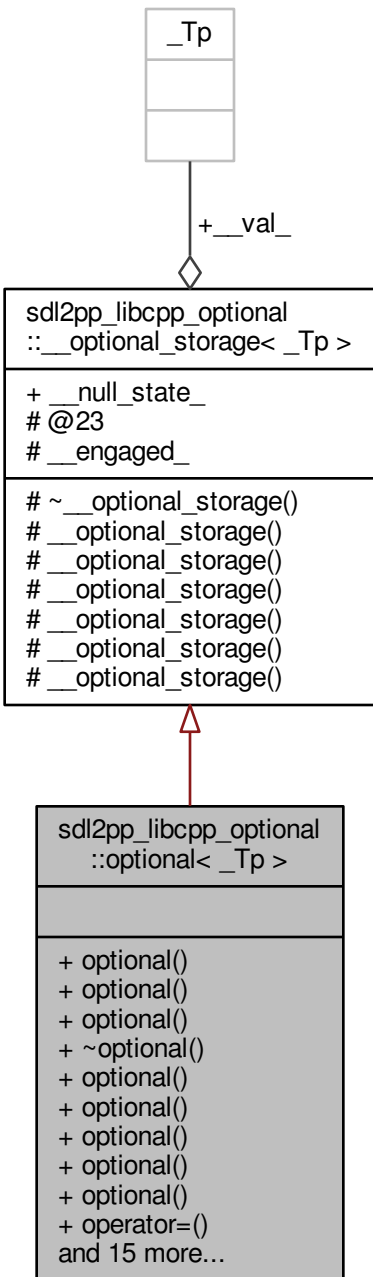 _Tp
+__val_
sdl2pp_libcpp_optional
::__optional_storage< _Tp >
+ __null_state_
# @23
# __engaged_
# ~__optional_storage()
# __optional_storage()
# __optional_storage()
# __optional_storage()
# __optional_storage()
# __optional_storage()
# __optional_storage()
sdl2pp_libcpp_optional
::optional< _Tp >
+ optional()
+ optional()
+ optional()
+ ~optional()
+ optional()
+ optional()
+ optional()
+ optional()
+ optional()
+ operator=()
and 15 more...